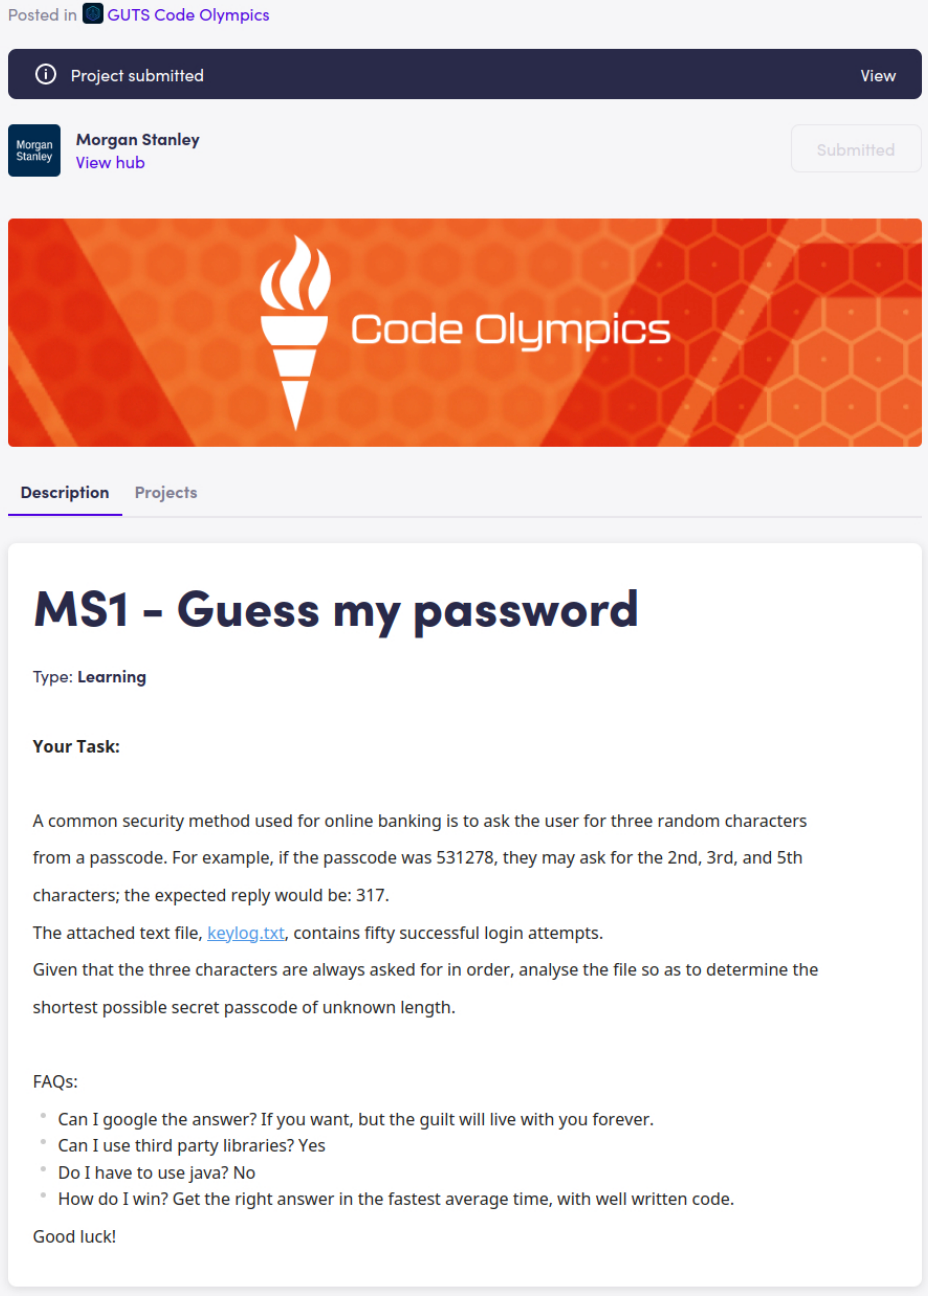 Posted in GUTS Code Olympics
Project submitted View
Morgan Stanley
Morgan Stanley
View hub
Submitted
Code Olympics
Description Projects
MS1 - Guess my password
Type: Learning
Your Task:
A common security method used for online banking is to ask the user for three random characters
from a passcode. For example, if the passcode was 531278, they may ask for the 2nd, 3rd, and 5th
characters; the expected reply would be: 317.
The attached text file, keylog.txt, contains fifty successful login attempts.
Given that the three characters are always asked for in order, analyse the file so as to determine the
shortest possible secret passcode of unknown length.
FAQs:
Can I google the answer? If you want, but the guilt will live with you forever.
Can I use third party libraries? Yes
Do I have to use java? No
How do I win? Get the right answer in the fastest average time, with well written code.
Good luck!